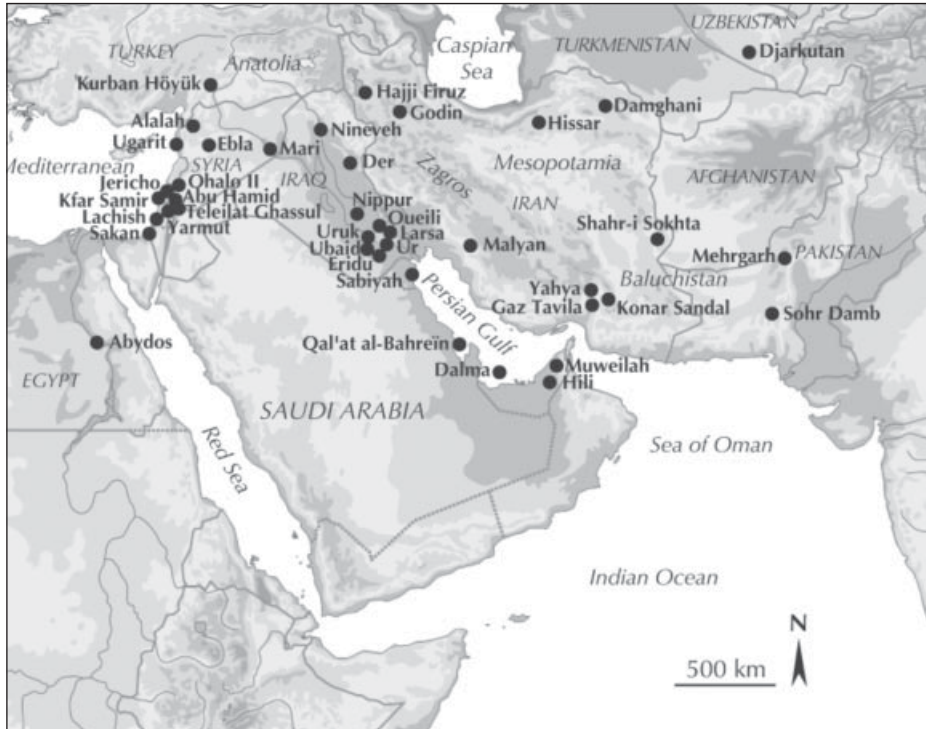 UZBEKISTAN
TURKEY
Caspian
Sea
TURKMENISTAN
Djarkutan
Anatolia
Kurban Höyük
Hajji Firuz
Godin
Damghani
Alalah
Nineveh
Hissar
Ugarit
Ebla
Mari
Mediterranean
SYRIA
Der
Zagros
Mesopotamia
AFGHANISTAN
IRAQ
Jericho
Ohalo II
Kfar Samir
Abu Hamid
Lachish
Teleilat Ghassul
Sakan
Yarmut
Nippur
Oueili
IRAN
Shahr-i Sokhta
Uruk
Larsa
Ubaid
Ur
Malyan
PAKISTAN
Eridu
Mehrgarh
Sabiyah
Baluchistan
Persian Gulf
Yahya
Gaz Tavila
Konar Sandal
Sohr Damb
Abydos
Qal'at al-Bahreïn
EGYPT
Dalma
Muweilah
Hili
SAUDI ARABIA
Red Sea
Sea of Oman
Indian Ocean
N
500 km